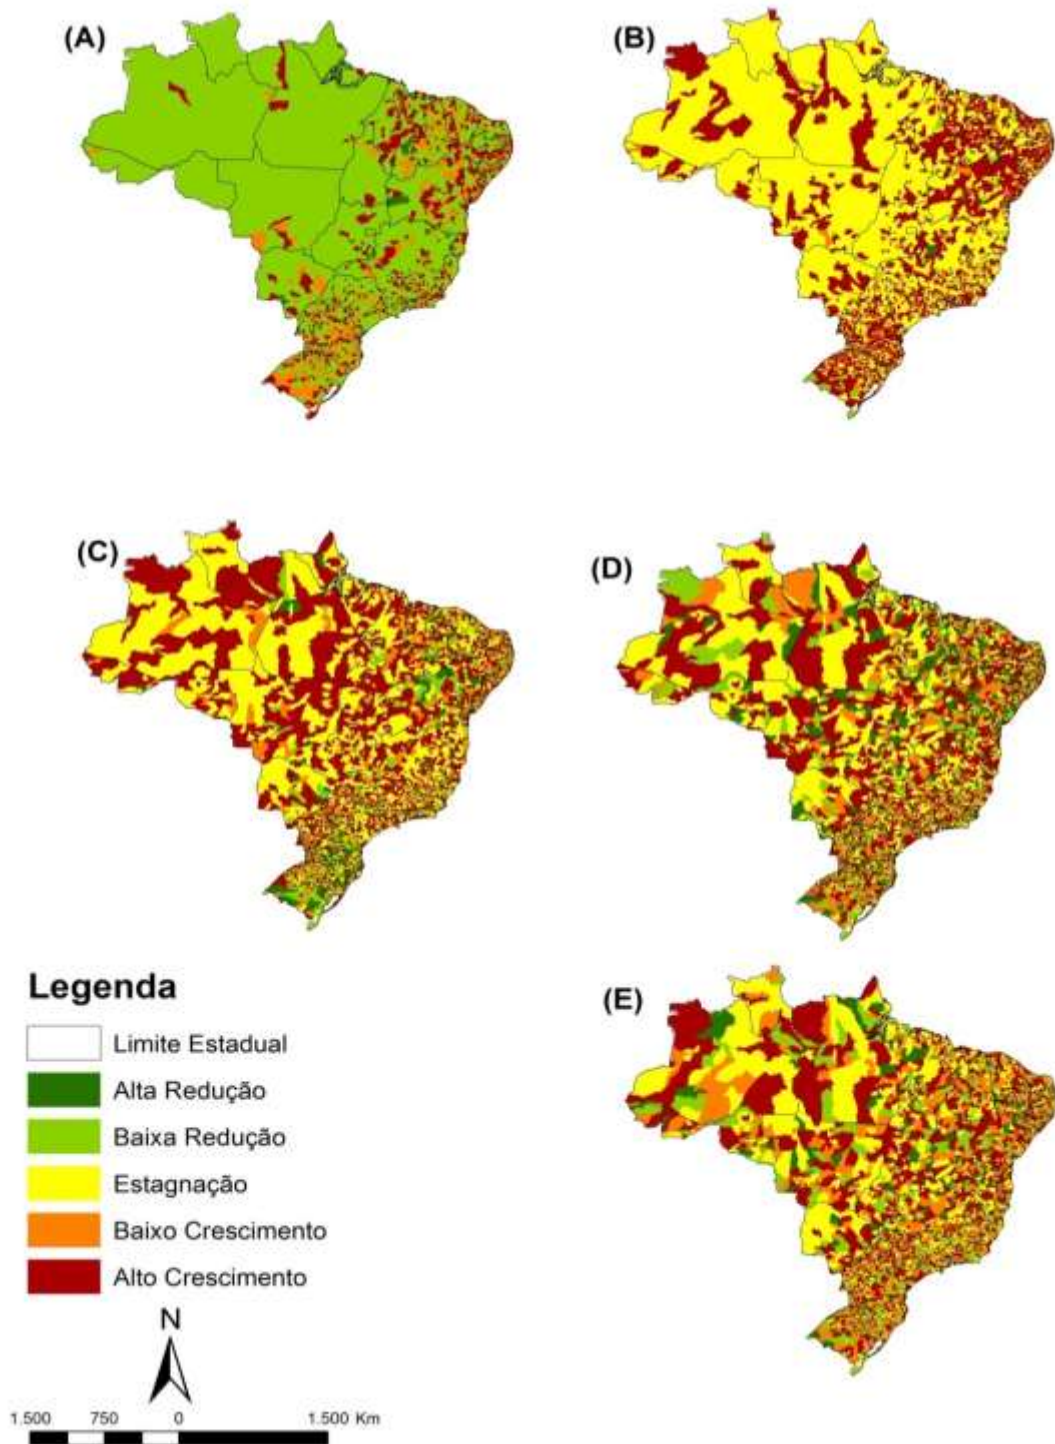 (A)
(B)
(C)
(D)
(E)
Legenda
Limite Estadual
Alta Redução
Baixa Redução
Estagnação
Baixo Crescimento
Alto Crescimento
N
1.500 750 0 1.500 Km